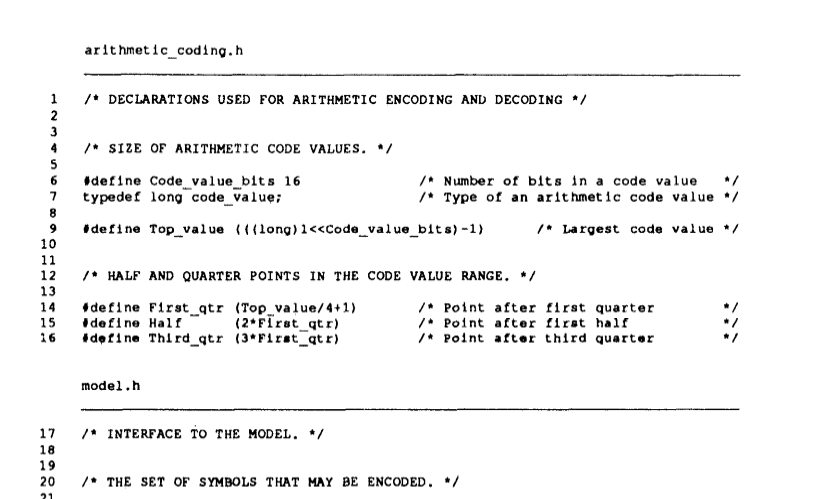 arithmetic_coding.h
1 /* DECLARATIONS USED FOR ARITHMETIC ENCODING AND DECODING */
2
3
4 /* SIZE OF ARITHMETIC CODE VALUES. */
5
6 #define Code_value_bits 16 /* Number of bits in a code value */
7 typedef long code_value; /* Type of an arithmetic code value */
8
9 #define Top_value (((long)1<<Code_value_bits)-1) /* Largest code value */
10
11
12 /* HALF AND QUARTER POINTS IN THE CODE VALUE RANGE. */
13
14 #define First_qtr (Top_value/4+1) /* Point after first quarter */
15 #define Half (2*First_qtr) /* Point after first half */
16 #define Third_qtr (3*First_qtr) /* Point after third quarter */
model.h
17 /* INTERFACE TO THE MODEL. */
18
19
20 /* THE SET OF SYMBOLS THAT MAY BE ENCODED. */
21